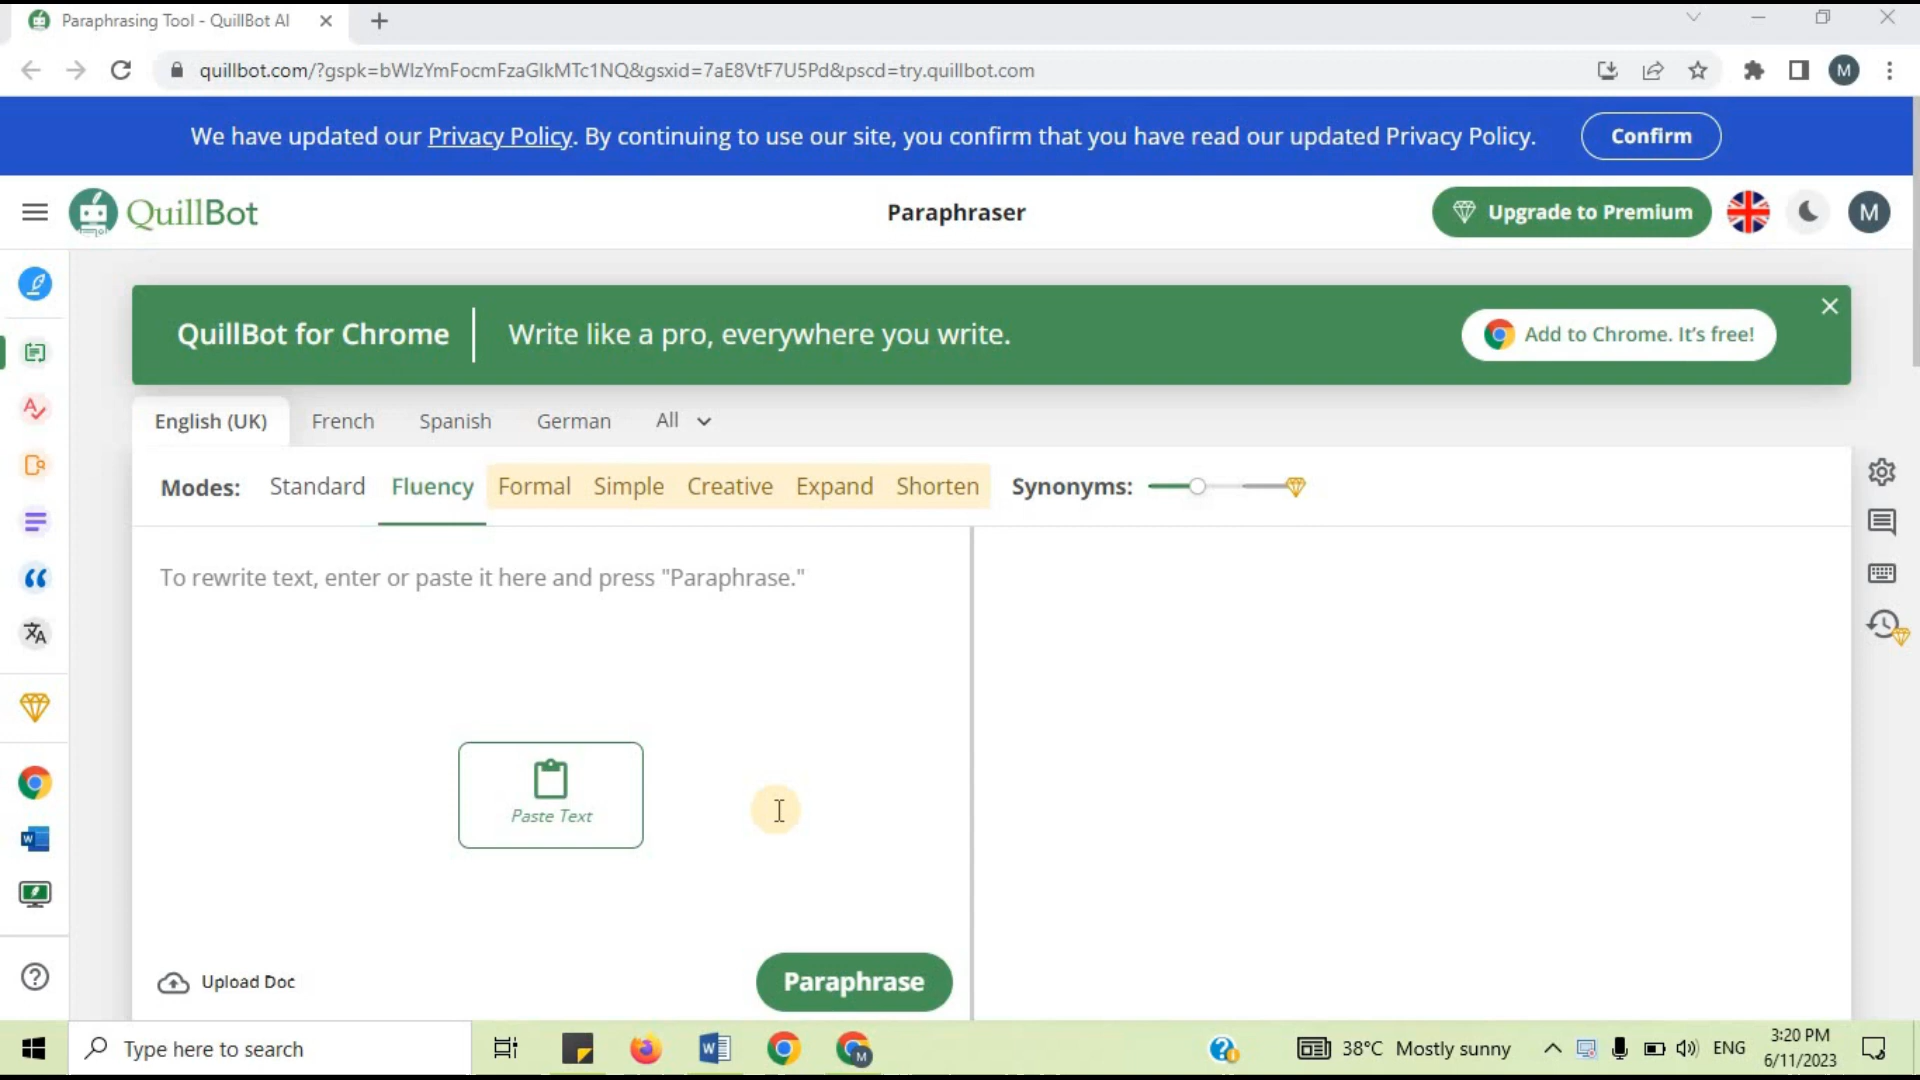 Paraphrasing Tool - QuillBot AI
quillbot.com/?gspk=bWlzYmFocmFzaGlkMTc1NQ&gsxid=7aE8VtF7U5Pd&pscd=try.quillbot.com
M
We have updated our Privacy Policy. By continuing to use our site, you confirm that you have read our updated Privacy Policy.
Confirm
QuillBot
Paraphraser
Upgrade to Premium
M
QuillBot for Chrome
Write like a pro, everywhere you write.
Add to Chrome. It's free!
English (UK) French Spanish German All
Modes: Standard Fluency Formal Simple Creative Expand Shorten Synonyms:
To rewrite text, enter or paste it here and press "Paraphrase."
Paste Text
Upload Doc
Paraphrase
Type here to search
38°C Mostly sunny
ENG
3:20 PM
6/11/2023